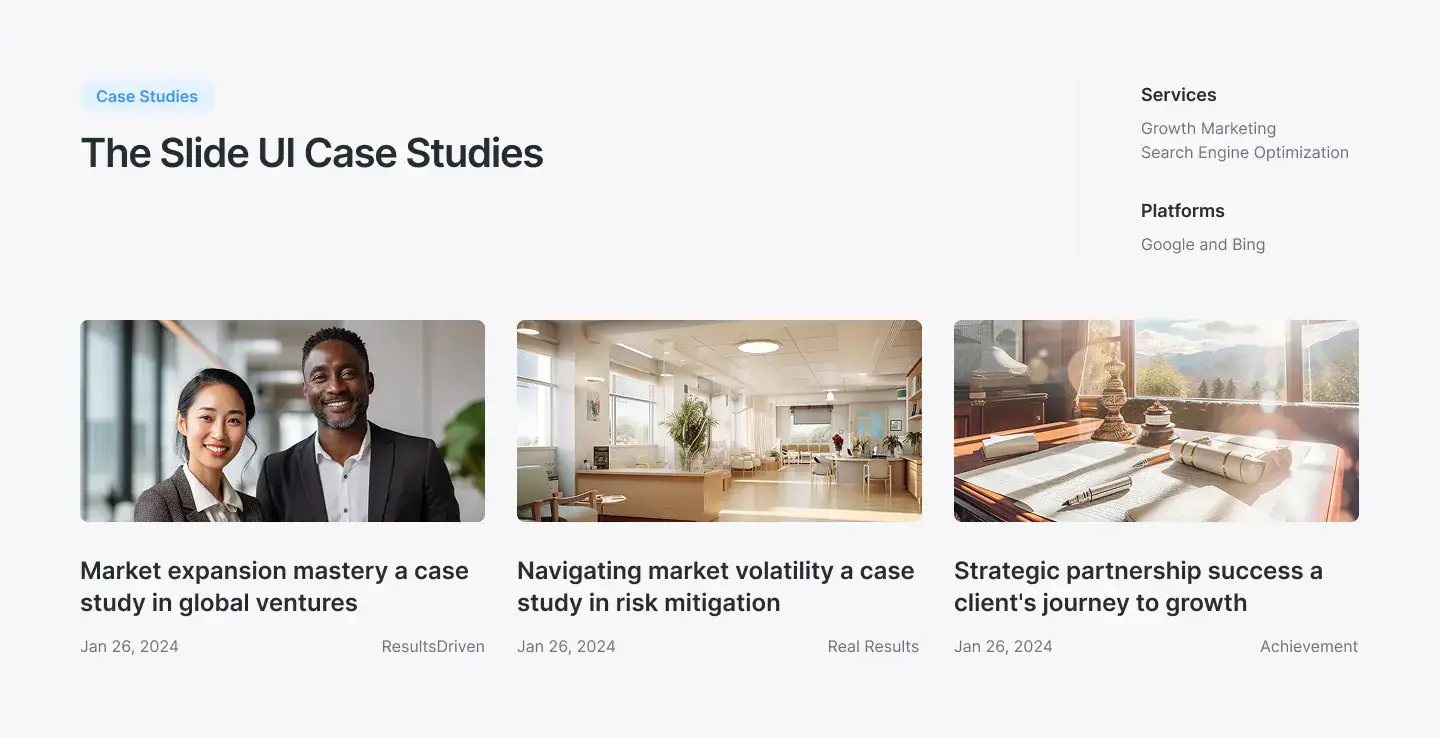 Case Studies
The Slide UI Case Studies
Services
Growth Marketing
Search Engine Optimization
Platforms
Google and Bing
Market expansion mastery a case
study in global ventures
Jan 26, 2024
ResultsDriven
Navigating market volatility a case
study in risk mitigation
Jan 26, 2024
Real Results
Strategic partnership success a
client's journey to growth
Jan 26, 2024
Achievement